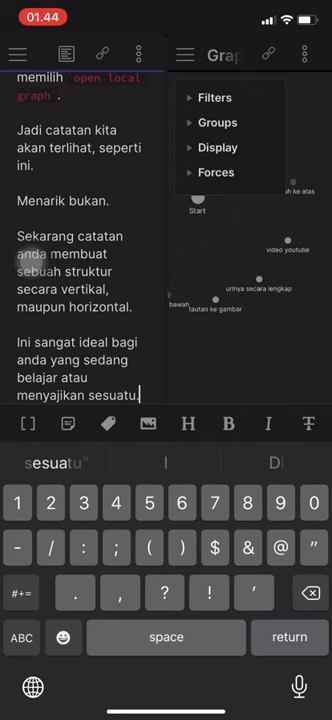 01.44
Grap
memilih `open local
graph`.
Jadi catatan kita
akan terlihat, seperti
ini.
Menarik bukan.
Sekarang catatan
anda membuat
sebuah struktur
secara vertikal,
maupun horizontal.
Ini sangat ideal bagi
anda yang sedang
belajar atau
menyajikan sesuatu.
Filters
Groups
Display
Forces
ah ke atas
Start
video youtube
urlnya secara lengkap
bawah
tautan ke gambar
H B I T
sesuatu" I Di
1 2 3 4 5 6 7 8 9 0
- / : ; ( ) $ & @ "
#+= . , ? ! '
ABC space return